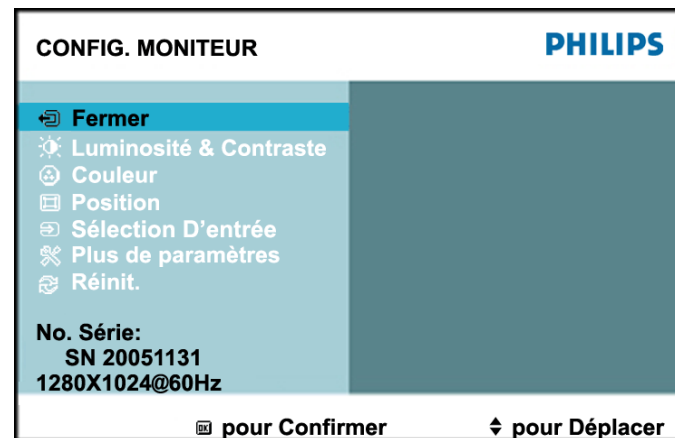 CONFIG. MONITEUR
PHILIPS
Fermer
Luminosité & Contraste
Couleur
Position
Sélection D'entrée
Plus de paramètres
Réinit.
No. Série:
SN 20051131
1280X1024@60Hz
OK pour Confirmer
pour Déplacer